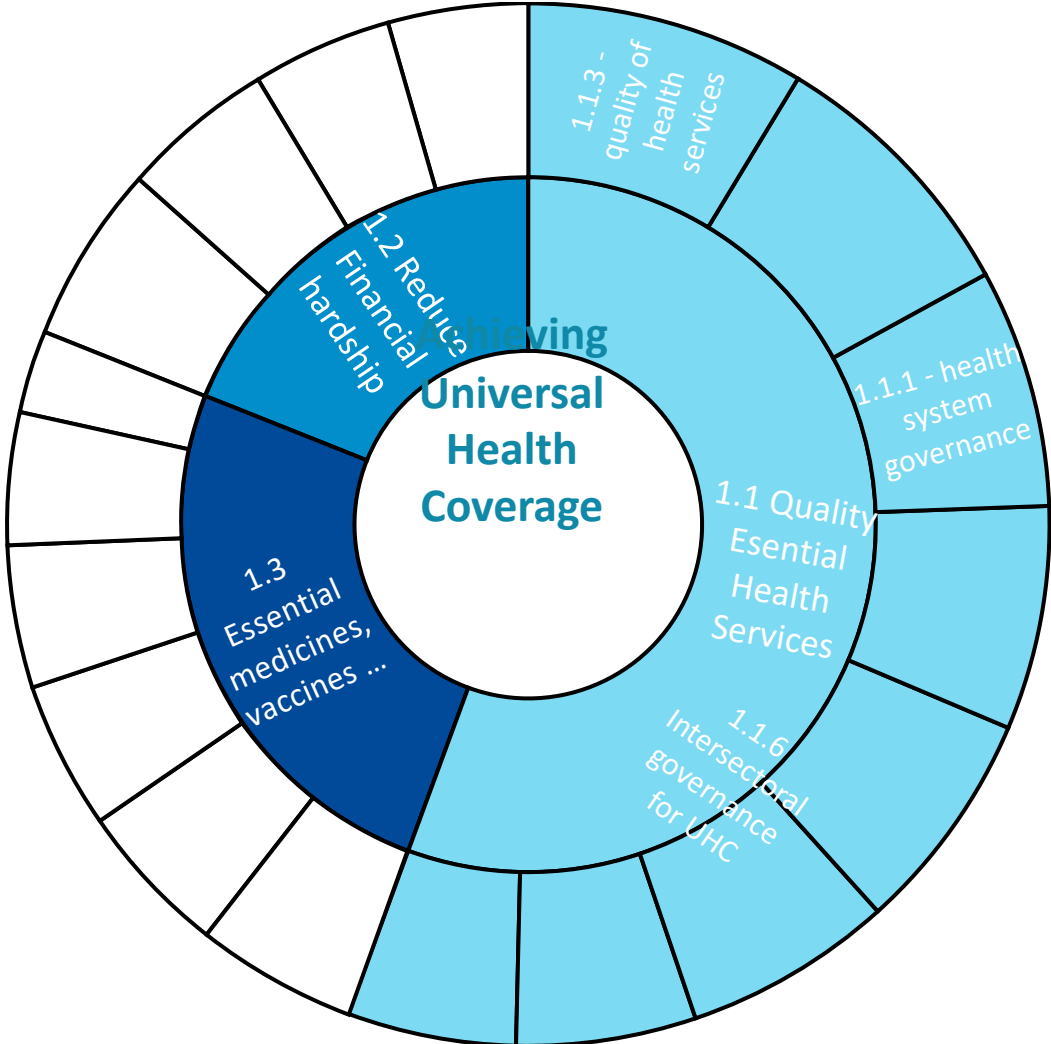 1.1.3 -
quality of
health
services
1.2 Reduce
Financial
hardship
Achieving
Universal
Health
Coverage
1.1.1 - health
system
governance
1.1 Quality
Esential
Health
Services
1.3
Essential
medicines,
vaccines ...
1.1.6
Intersectoral
governance
for UHC